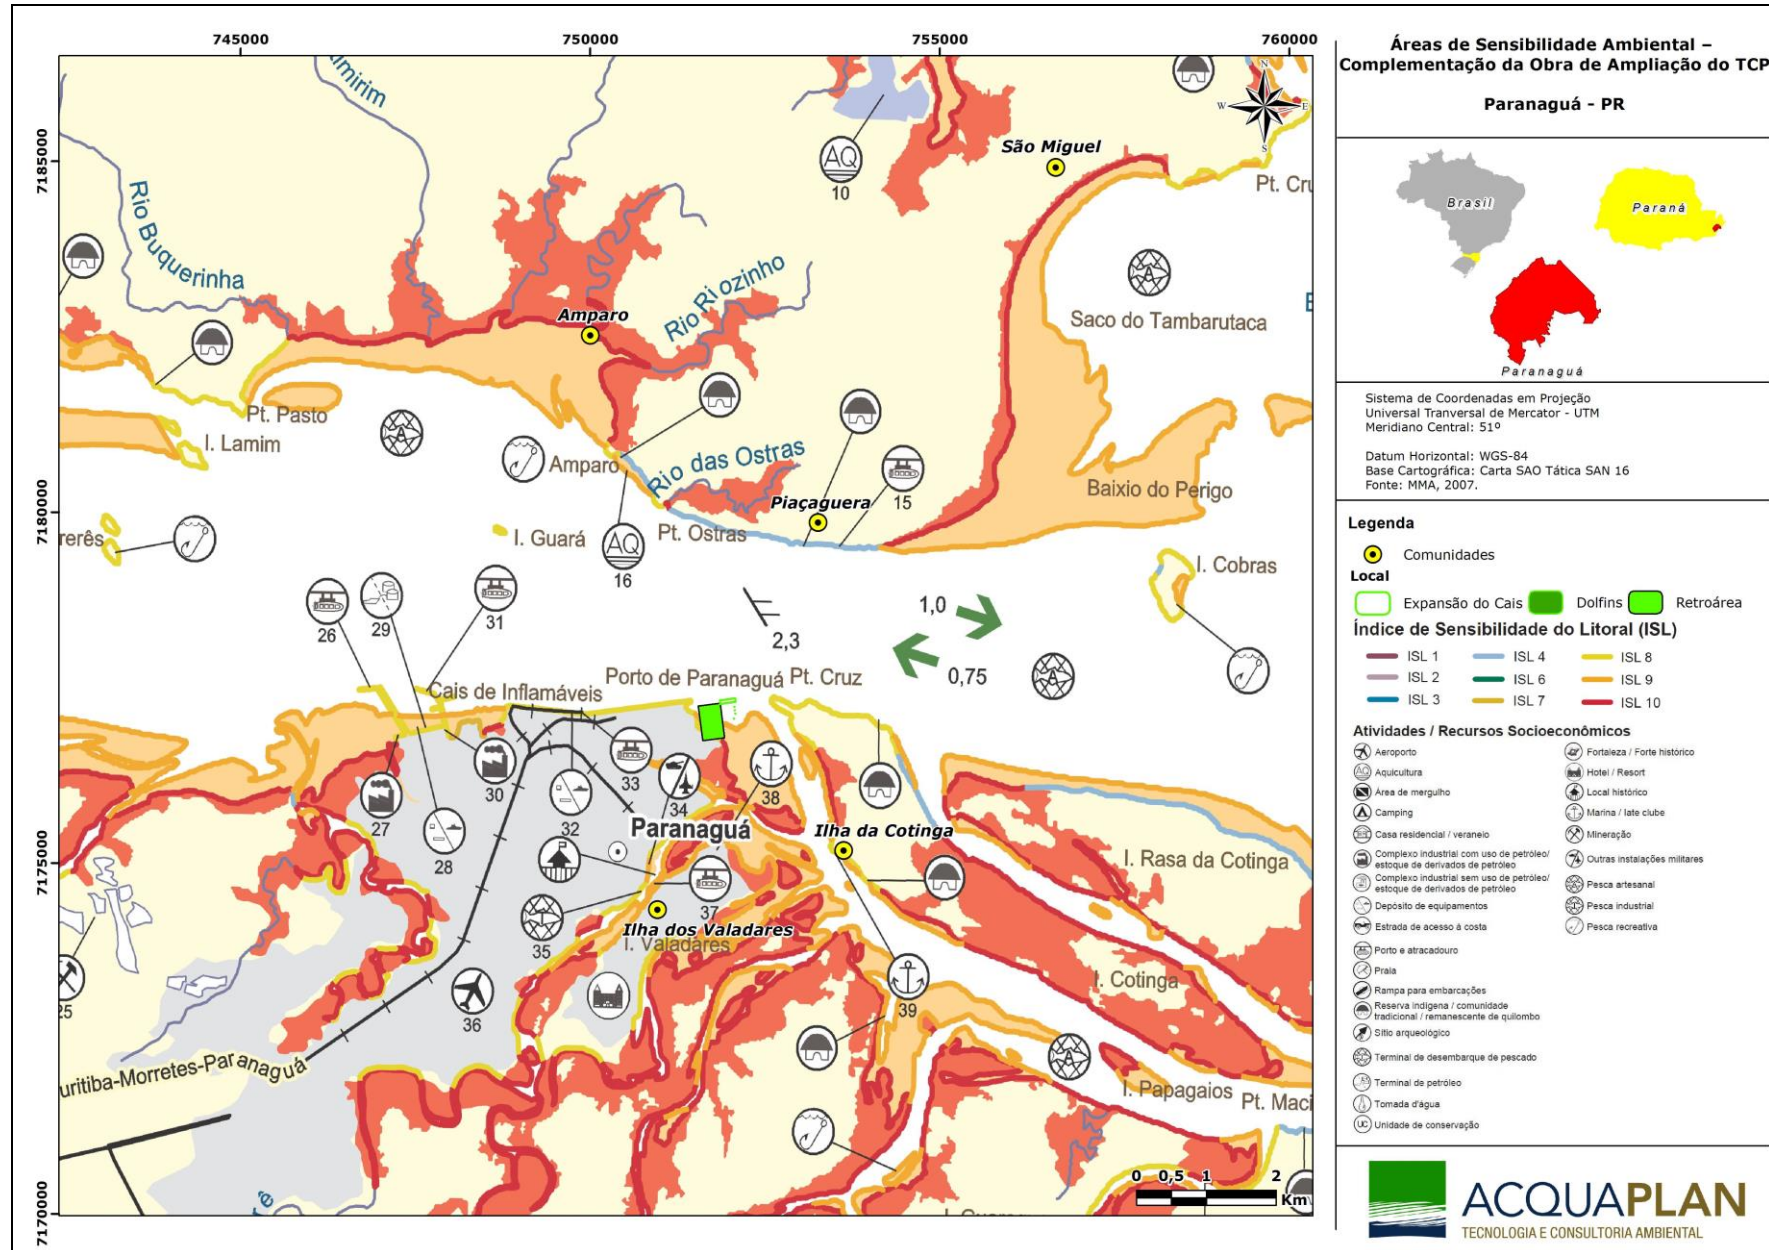 745000
750000
755000
760000
7185000
7180000
7175000
7170000
Rio Buquerinha
São Miguel
AQ
10
Pt. Cru
Amparo
Rio Ri ozinho
Saco do Tambarutaca
Pt. Pasto
I. Lamim
Amparo
Rio das Ostras
15
Baixio do Perigo
Piaçaguera
rerês
I. Guará
AQ
16
Pt. Ostras
I. Cobras
26
29
31
2,3
1,0
0,75
Porto de Paranaguá
Pt. Cruz
Cais de Inflamáveis
27
28
30
32
33
34
38
Paranaguá
Ilha da Cotinga
I. Rasa da Cotinga
35
37
Ilha dos Valadares
I. Valadares
25
36
39
I. Cotinga
uritiba-Morretes-Par anaguá
I. Papagaios
Pt. Maci
0 0,5 1 2
Km
N
W
E
S
Áreas de Sensibilidade Ambiental –
Complementação da Obra de Ampliação do TCP
Paranaguá - PR
Brasil
Paraná
Paranaguá
Sistema de Coordenadas em Projeção
Universal Tranversal de Mercator - UTM
Meridiano Central: 51º
Datum Horizontal: WGS-84
Base Cartográfica: Carta SAO Tática SAN 16
Fonte: MMA, 2007.
Legenda
Comunidades
Local
Expansão do Cais
Dolfins
Retroárea
Índice de Sensibilidade do Litoral (ISL)
ISL 1
ISL 4
ISL 8
ISL 2
ISL 6
ISL 9
ISL 3
ISL 7
ISL 10
Atividades / Recursos Socioeconômicos
Aeroporto
Aquicultura
Área de mergulho
Camping
Casa residencial / veraneio
Complexo industrial com uso de petróleo/
estoque de derivados de petróleo
Complexo industrial sem uso de petróleo/
estoque de derivados de petróleo
Depósito de equipamentos
Estrada de acesso à costa
Porto e atracadouro
Praia
Rampa para embarcações
Reserva indígena / comunidade
tradicional / remanescente de quilombo
Sítio arqueológico
Terminal de desembarque de pescado
Terminal de petróleo
Tomada d'água
UC Unidade de conservação
Fortaleza / Forte histórico
Hotel / Resort
Local histórico
Marina / Iate clube
Mineração
Outras instalações militares
Pesca artesanal
Pesca industrial
Pesca recreativa
ACQUAPLAN
TECNOLOGIA E CONSULTORIA AMBIENTAL